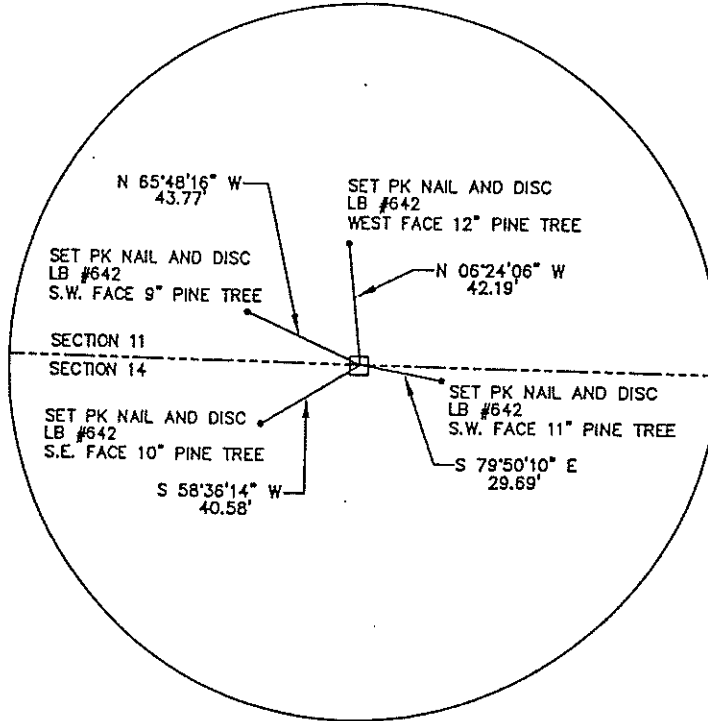 N 65°48'16" W
43.77'
SET PK NAIL AND DISC
LB #642
WEST FACE 12" PINE TREE
SET PK NAIL AND DISC
LB #642
S.W. FACE 9" PINE TREE
N 06°24'06" W
42.19'
SECTION 11
SECTION 14
SET PK NAIL AND DISC
LB #642
S.E. FACE 10" PINE TREE
SET PK NAIL AND DISC
LB #642
S.W. FACE 11" PINE TREE
S 58°36'14" W
40.58'
S 79°50'10" E
29.69'